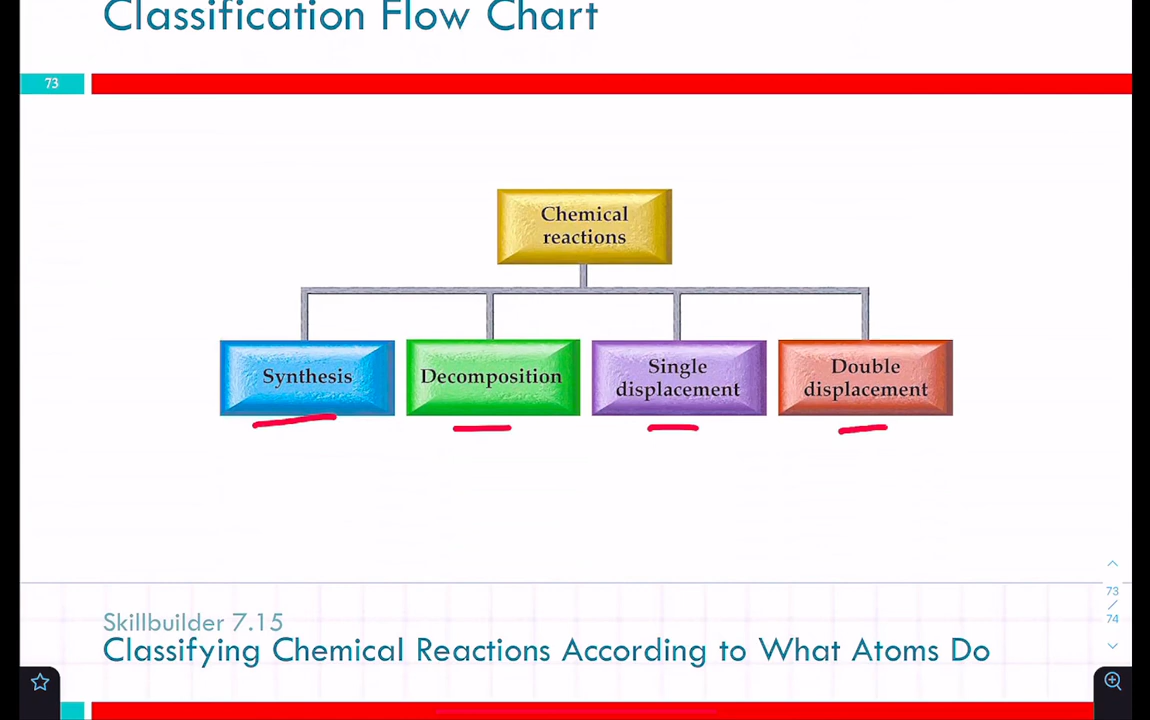 Classification Flow Chart
73
Chemical
reactions
Synthesis
Decomposition
Single
displacement
Double
displacement
73
/
74
Skillbuilder 7.15
Classifying Chemical Reactions According to What Atoms Do